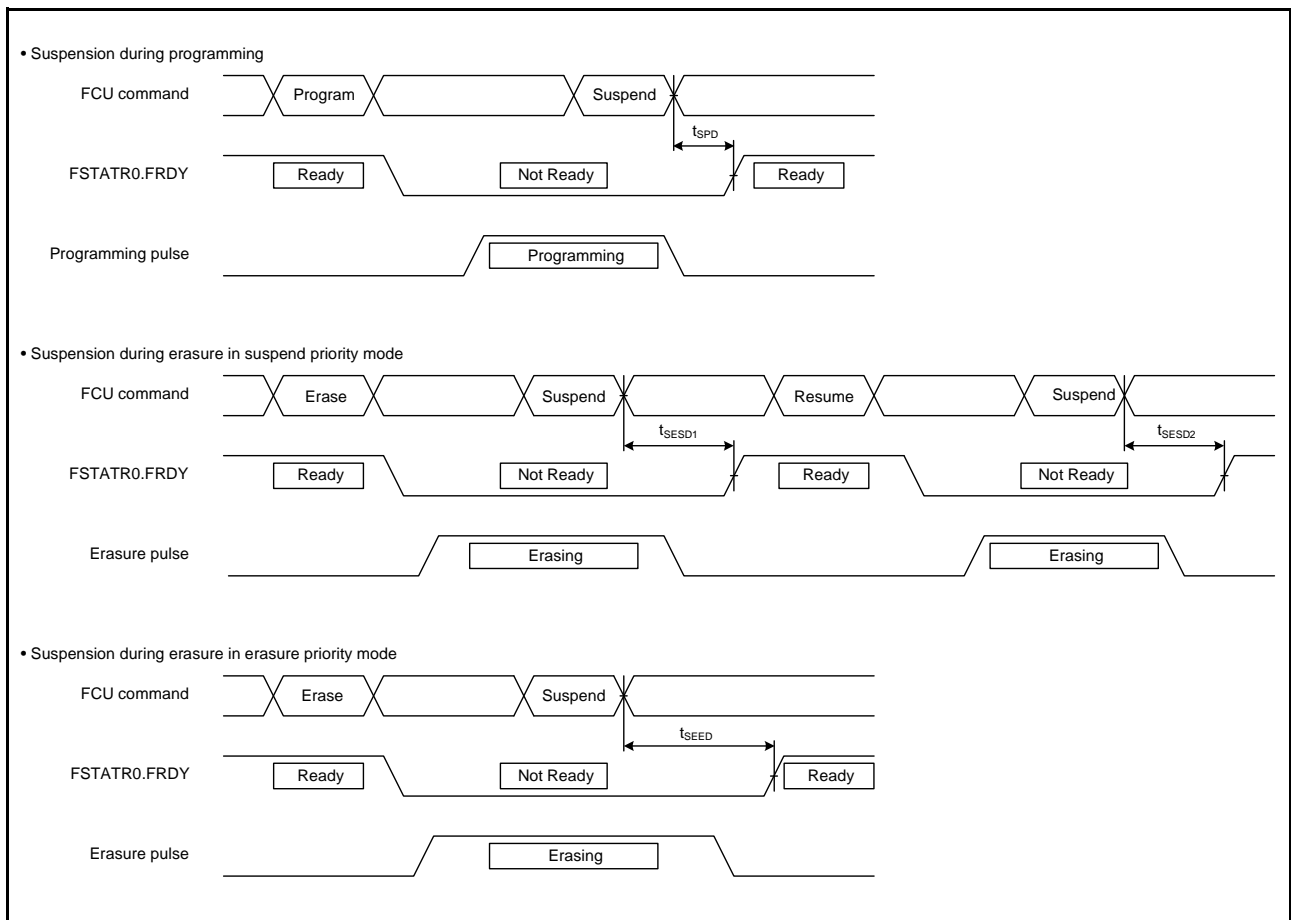 • Suspension during programming
FCU command
Program
Suspend
tSPD
FSTATR0.FRDY
Ready
Not Ready
Ready
Programming pulse
Programming
• Suspension during erasure in suspend priority mode
FCU command
Erase
Suspend
Resume
Suspend
tSESD1
tSESD2
FSTATR0.FRDY
Ready
Not Ready
Ready
Not Ready
Erasure pulse
Erasing
Erasing
• Suspension during erasure in erasure priority mode
FCU command
Erase
Suspend
tSEED
FSTATR0.FRDY
Ready
Not Ready
Ready
Erasure pulse
Erasing